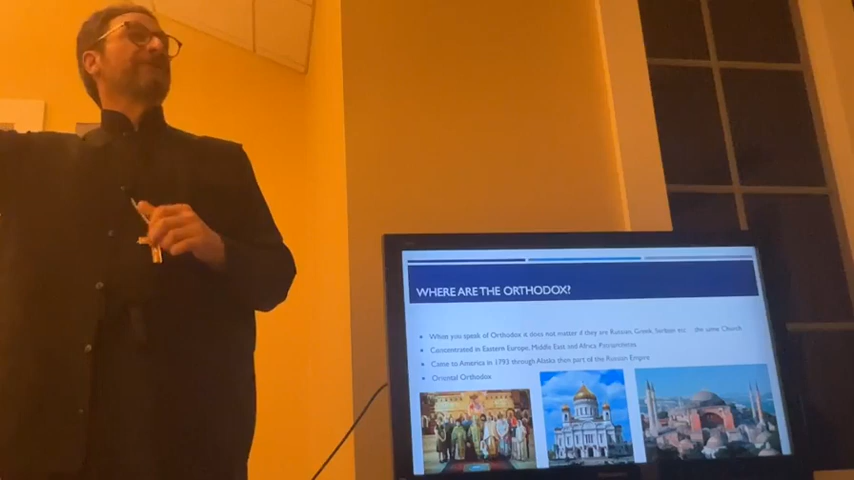 WHERE ARE THE ORTHODOX?
• When you speak of Orthodox it does not matter if they are Russian, Greek, Serbian etc the same Church
• Concentrated in Eastern Europe, Middle East and Africa
• Came to America in 1793 through Alaska then part of the Russian Empire
• Oriental Orthodox